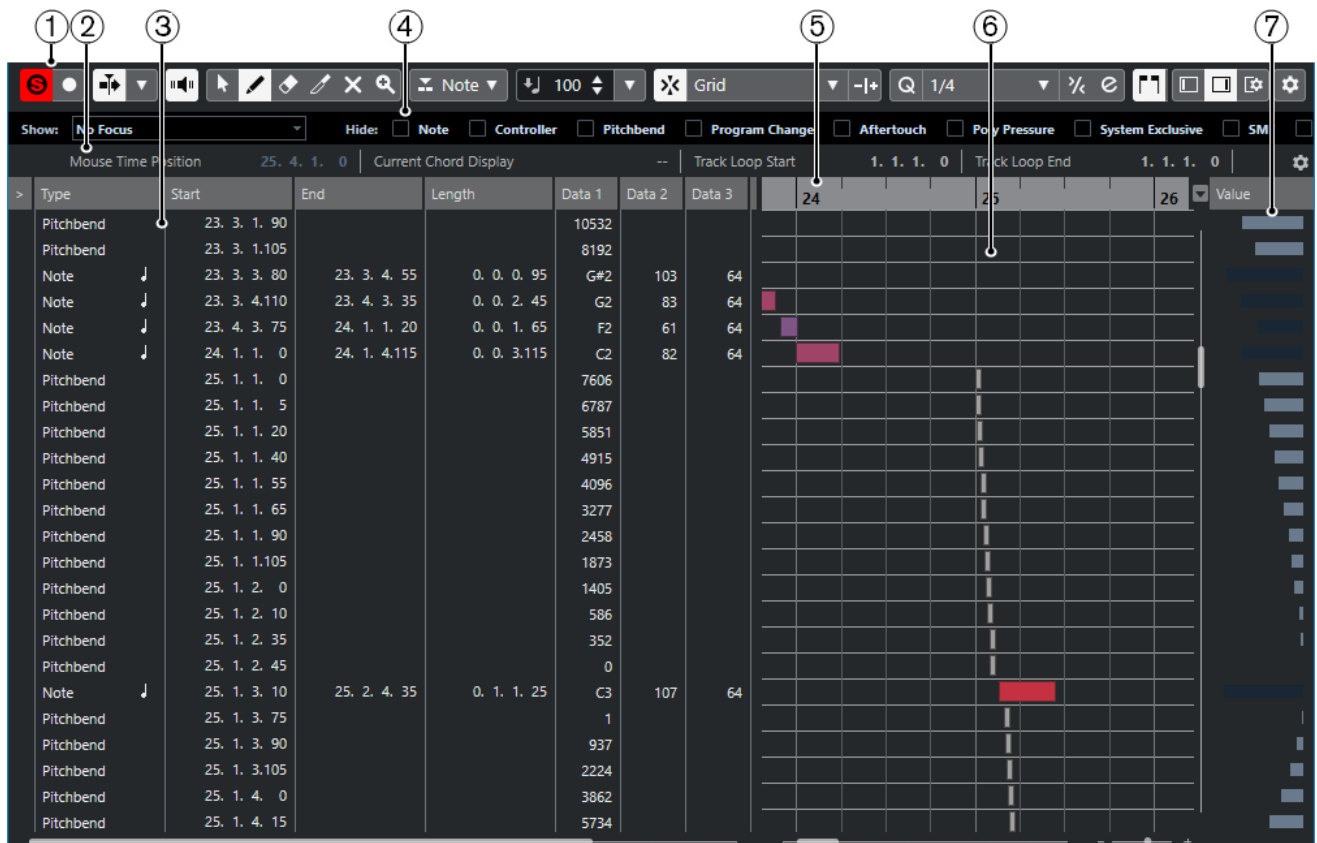 1 2 3 4 5 6 7
S Note 100 Grid Q 1/4 e
Show: No Focus Hide: Note Controller Pitchbend Program Change Aftertouch Poly Pressure System Exclusive SM
Mouse Time Position 25. 4. 1. 0 Current Chord Display -- Track Loop Start 1. 1. 1. 0 Track Loop End 1. 1. 1. 0
> Type Start End Length Data 1 Data 2 Data 3 24 25 26 Value
Pitchbend 23. 3. 1. 90 10532
Pitchbend 23. 3. 1.105 8192
Note 23. 3. 3. 80 23. 3. 4. 55 0. 0. 0. 95 G#2 103 64
Note 23. 3. 4.110 23. 4. 3. 35 0. 0. 2. 45 G2 83 64
Note 23. 4. 3. 75 24. 1. 1. 20 0. 0. 1. 65 F2 61 64
Note 24. 1. 1. 0 24. 1. 4.115 0. 0. 3.115 C2 82 64
Pitchbend 25. 1. 1. 0 7606
Pitchbend 25. 1. 1. 5 6787
Pitchbend 25. 1. 1. 20 5851
Pitchbend 25. 1. 1. 40 4915
Pitchbend 25. 1. 1. 55 4096
Pitchbend 25. 1. 1. 65 3277
Pitchbend 25. 1. 1. 90 2458
Pitchbend 25. 1. 1.105 1873
Pitchbend 25. 1. 2. 0 1405
Pitchbend 25. 1. 2. 10 586
Pitchbend 25. 1. 2. 35 352
Pitchbend 25. 1. 2. 45 0
Note 25. 1. 3. 10 25. 2. 4. 35 0. 1. 1. 25 C3 107 64
Pitchbend 25. 1. 3. 75 1
Pitchbend 25. 1. 3. 90 937
Pitchbend 25. 1. 3.105 2224
Pitchbend 25. 1. 4. 0 3862
Pitchbend 25. 1. 4. 15 5734